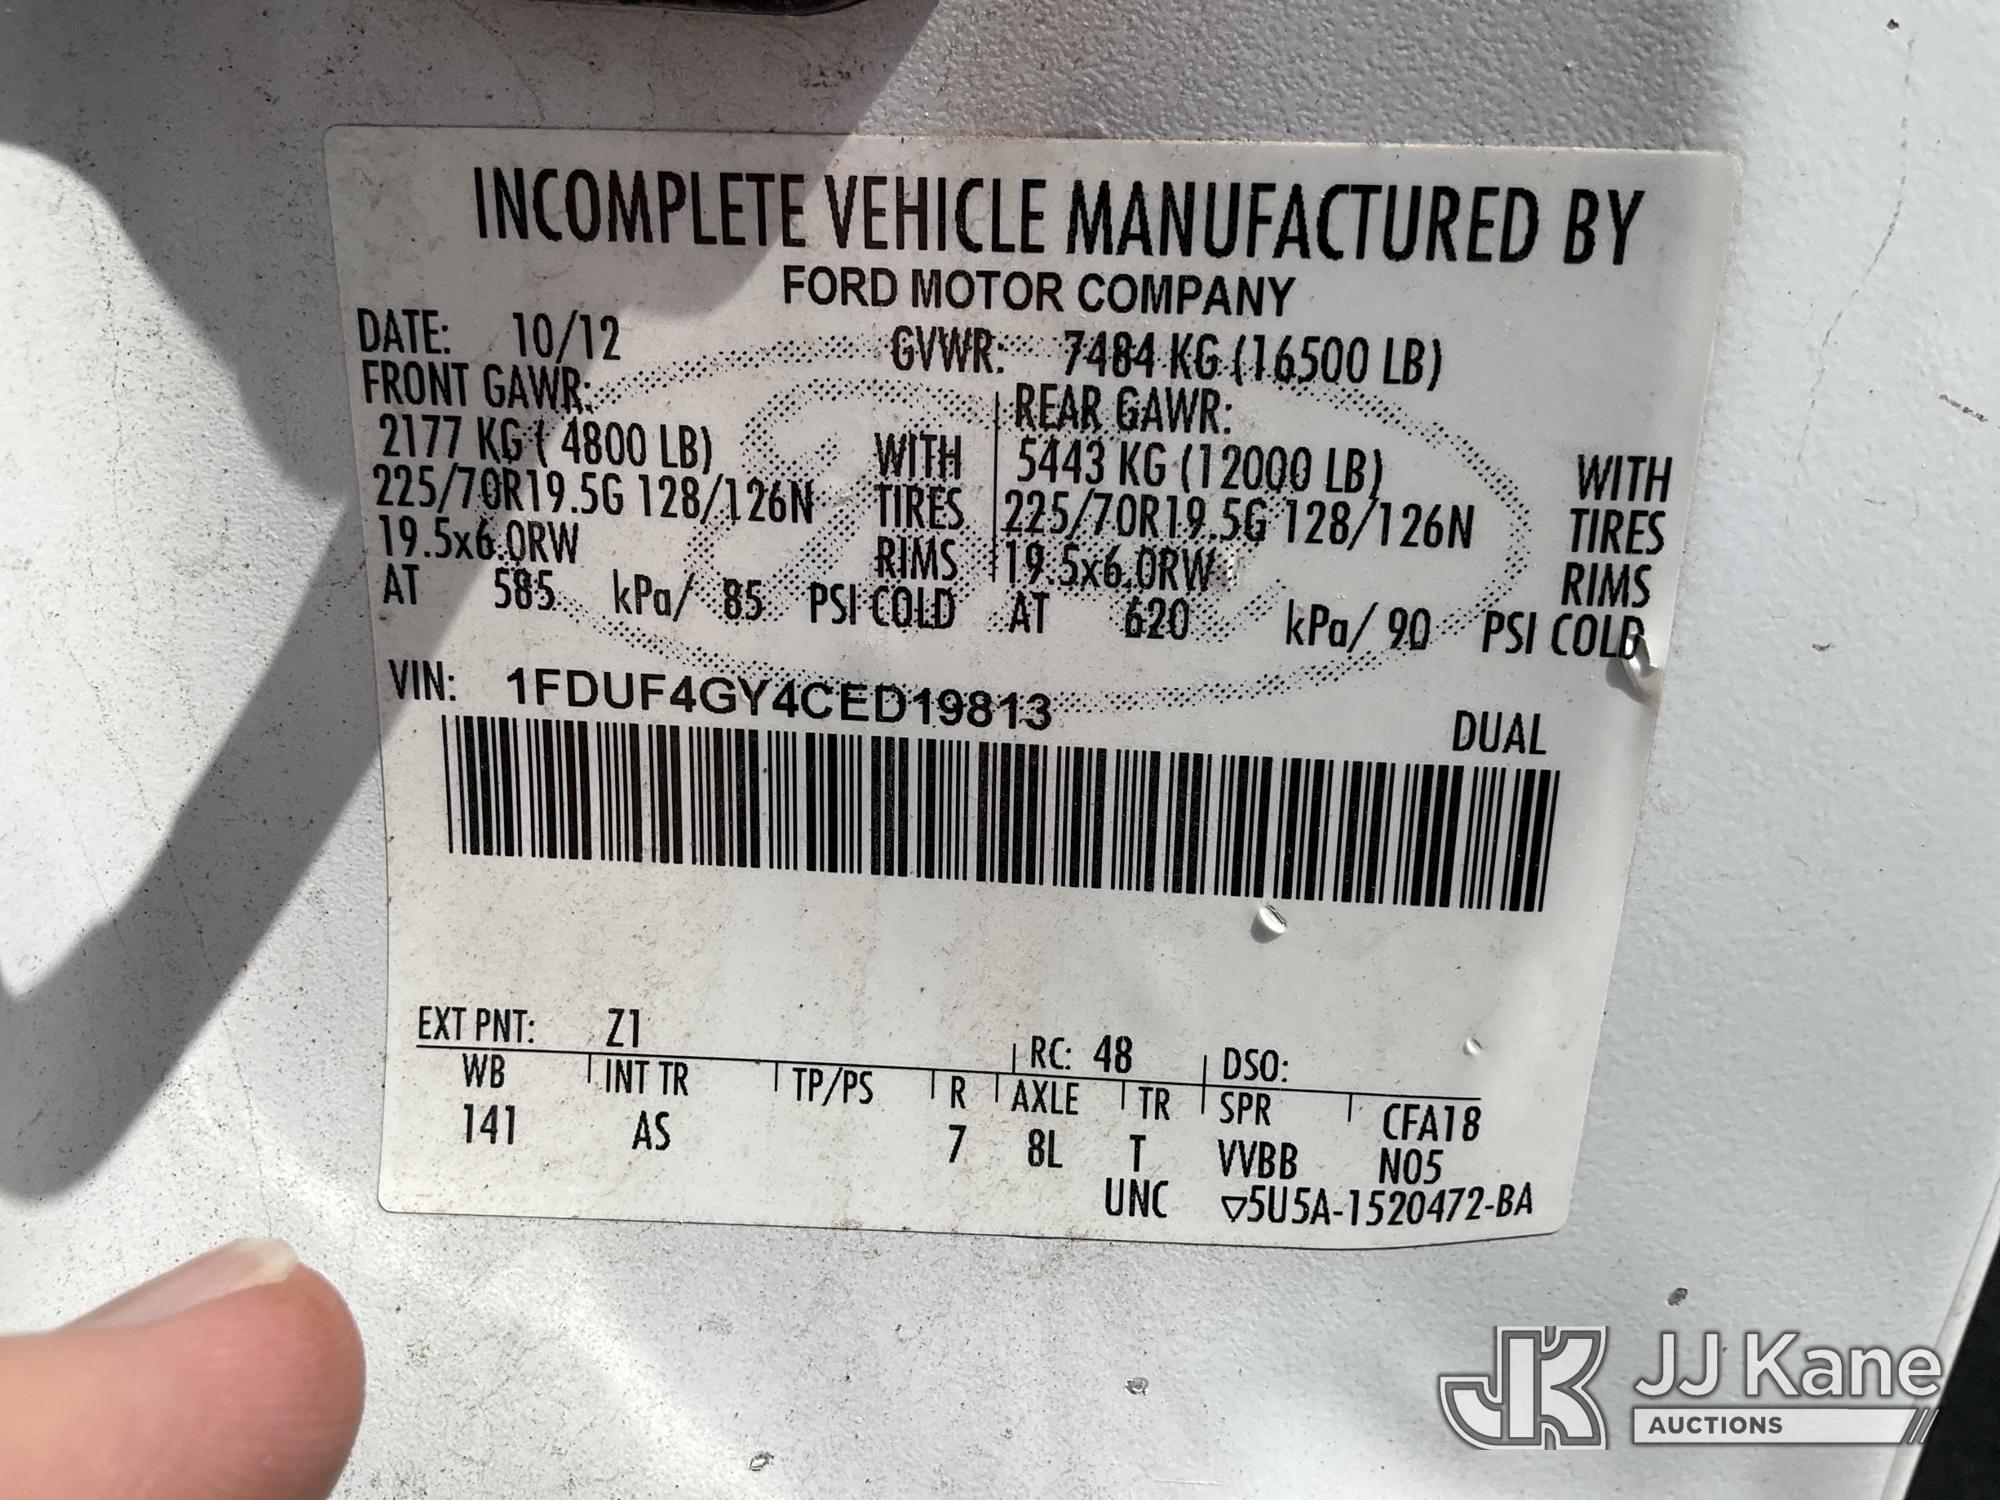 INCOMPLETE VEHICLE MANUFACTURED BY
FORD MOTOR COMPANY
DATE: 10/12 GVWR: 7484 KG (16500 LB)
FRONT GAWR: REAR GAWR:
2177 KG ( 4800 LB) WITH 5443 KG (12000 LB) WITH
225/70R19.5G 128/126N TIRES 225/70R19.5G 128/126N TIRES
19.5x6.0RW RIMS 19.5x6.0RW RIMS
AT 585 kPa/ 85 PSI COLD AT 620 kPa/ 90 PSI COLD
VIN: 1FDUF4GY4CED19813
DUAL
EXT PNT: Z1 RC: 48 DSO:
WB INT TR TP/PS R AXLE TR SPR CFA18
141 AS 7 8L T VVBB N05
UNC ▽5U5A-1520472-BA
JK JJ Kane
AUCTIONS